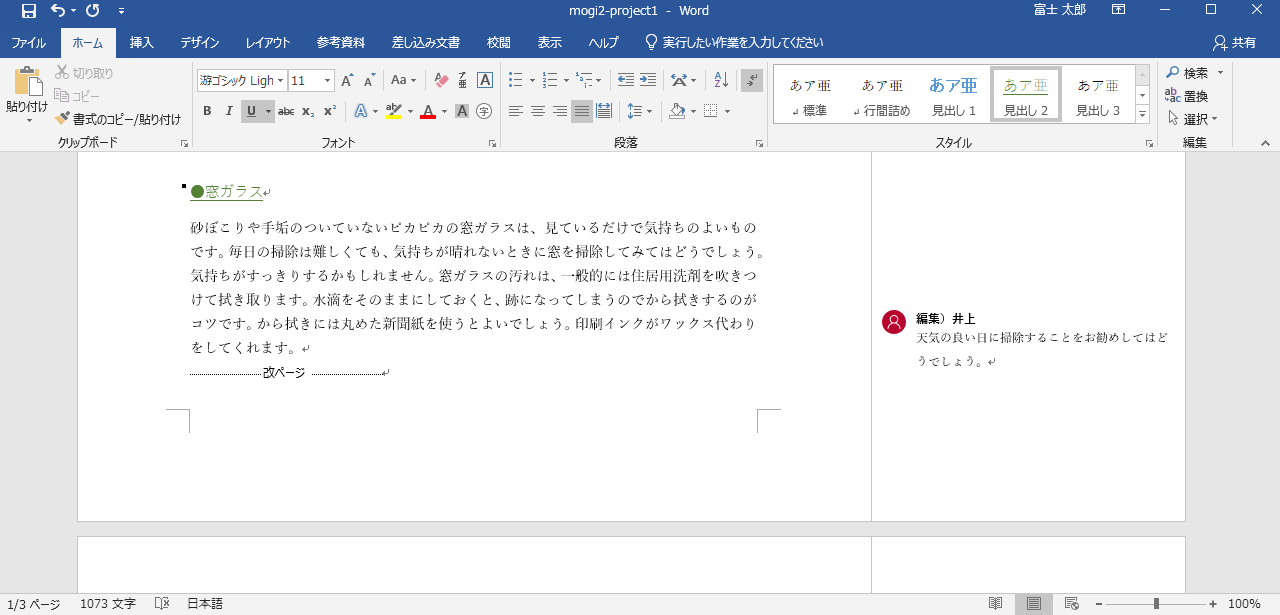 mogi2-project1 - Word
富士 太郎
ファイル ホーム 挿入 デザイン レイアウト 参考資料 差し込み文書 校閲 表示 ヘルプ 実行したい作業を入力してください 共有
貼り付け
切り取り
コピー
書式のコピー/貼り付け
クリップボード
游ゴシック Ligh 11
B I U abc x₂ x²
フォント
段落
あア亜 あア亜 あア亜 あア亜 あア亜
標準 行間詰め 見出し 1 見出し 2 見出し 3
スタイル
検索
置換
選択
編集
●窓ガラス
砂ぼこりや手垢のついていないピカピカの窓ガラスは、見ているだけで気持ちのよいもの
です。毎日の掃除は難しくても、気持ちが晴れないときに窓を掃除してみてはどうでしょう。
気持ちがすっきりするかもしれません。窓ガラスの汚れは、一般的には住居用洗剤を吹きつ
けて拭き取ります。水滴をそのままにしておくと、跡になってしまうのでから拭きするのが
コツです。から拭きには丸めた新聞紙を使うとよいでしょう。印刷インクがワックス代わり
をしてくれます。
改ページ
編集）井上
天気の良い日に掃除することをお勧めしてはど
うでしょう。
1/3 ページ 1073 文字 日本語 100%